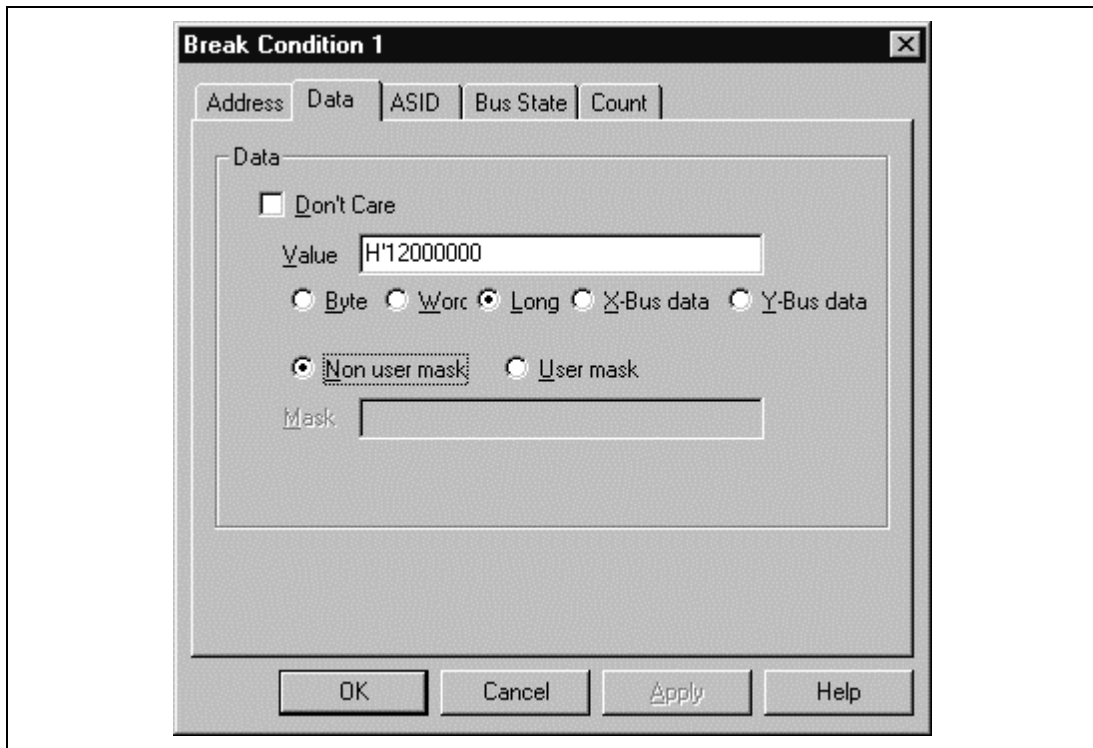 Break Condition 1
Address Data ASID Bus State Count
Data
Don't Care
Value H'12000000
Byte Worc Long X-Bus data Y-Bus data
Non user mask User mask
Mask
OK Cancel Apply Help